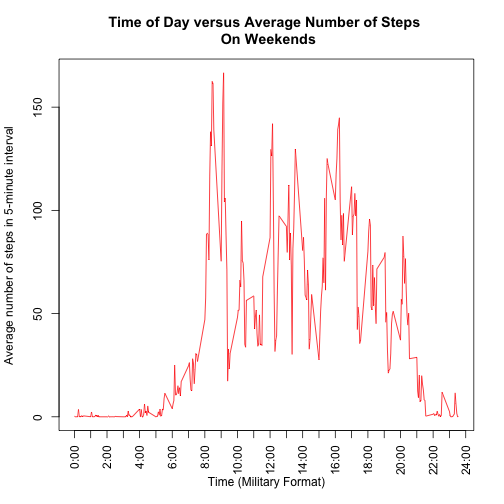 Time of Day versus Average Number of Steps
On Weekends
Average number of steps in 5-minute interval
150
100
50
0
0:00 2:00 4:00 6:00 8:00 10:00 12:00 14:00 16:00 18:00 20:00 22:00 24:00
Time (Military Format)